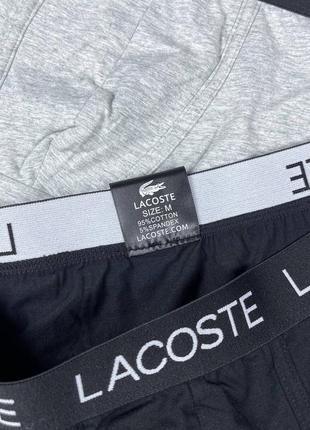 LACOSTE
SIZE: M
95%COTTON
5%SPANDEX
LACOSTE.COM
LACOSTE